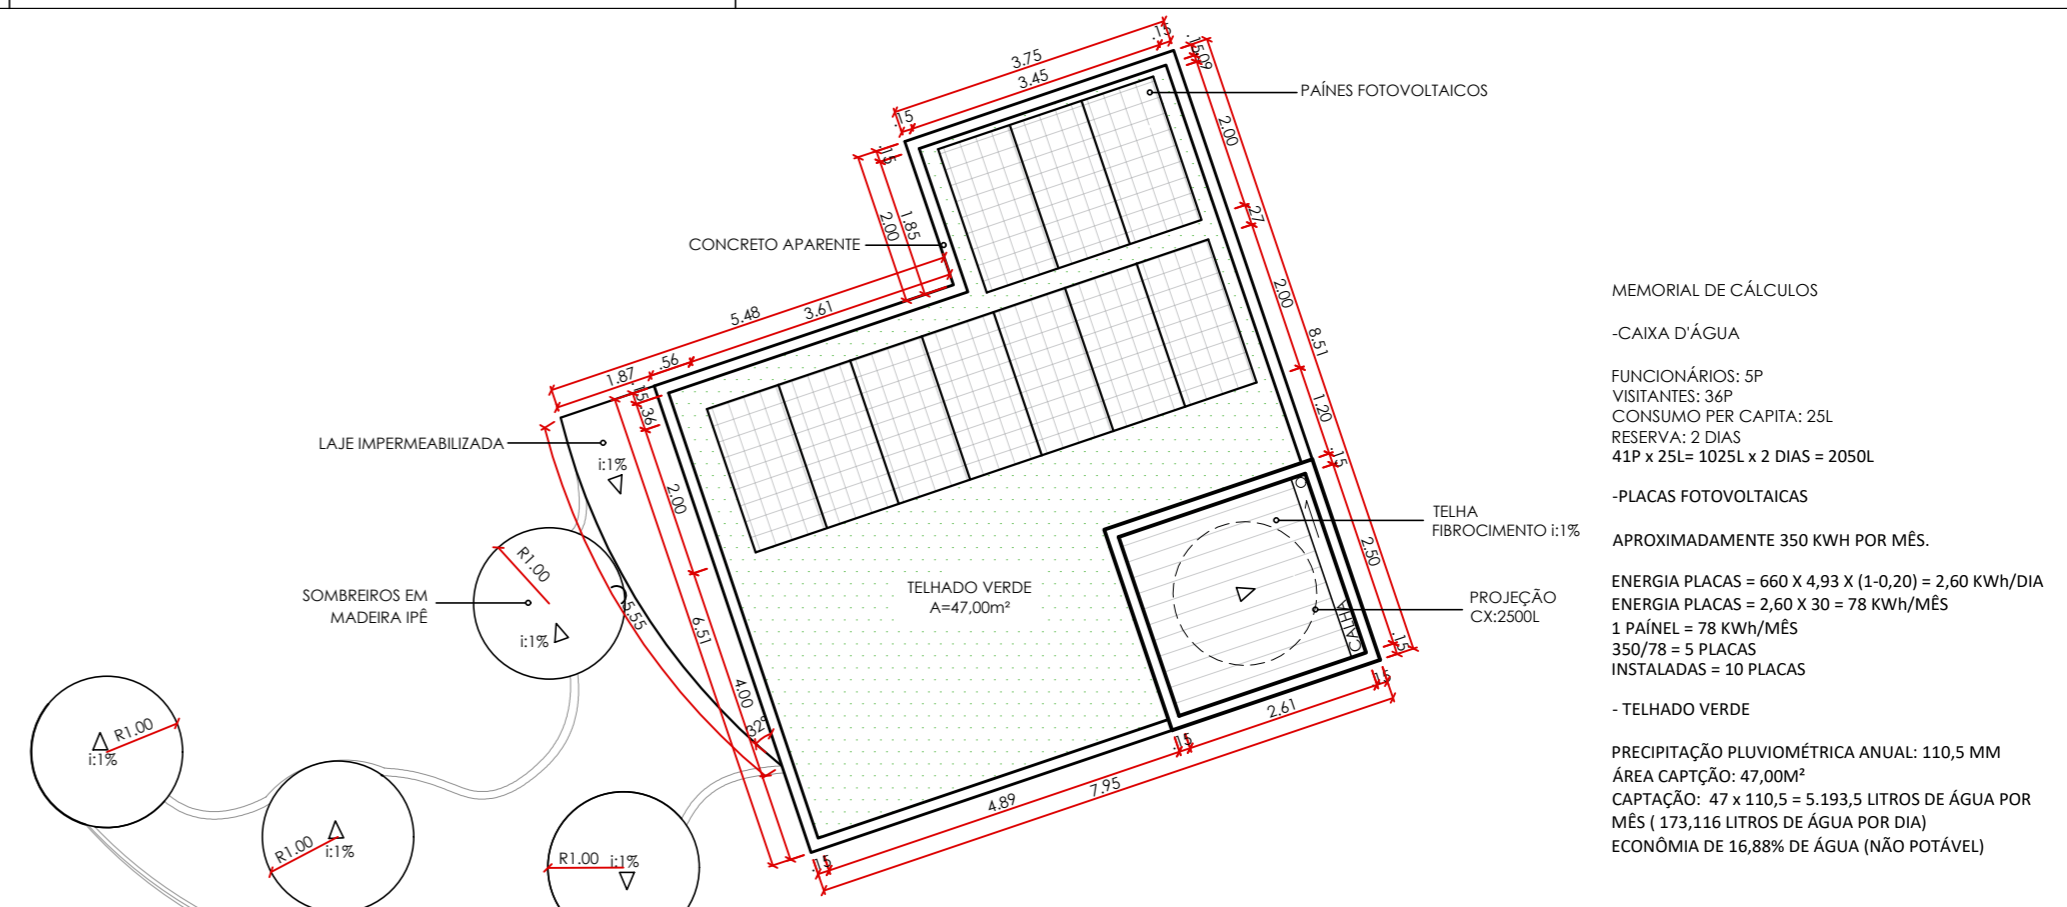 3.75
3.45
.15
.15
.15
.09
PAÍNES FOTOVOLTAICOS
2.00
.15
1.85
2.00
CONCRETO APARENTE
.27
2.00
8.51
5.48
3.61
.56
1.87
.15
.36
1.20
.15
LAJE IMPERMEABILIZADA
i:1%
2.00
TELHA
FIBROCIMENTO i:1%
2.50
R1.00
SOMBREIROS EM
MADEIRA IPÊ
i:1%
5.55
6.51
TELHADO VERDE
A=47,00m²
PROJEÇÃO
CX:2500L
CALHA
.15
4.00
32°
.15
2.61
.15
4.89
7.95
.15
R1.00
i:1%
R1.00
i:1%
R1.00
i:1%
MEMORIAL DE CÁLCULOS
-CAIXA D'ÁGUA
FUNCIONÁRIOS: 5P
VISITANTES: 36P
CONSUMO PER CAPITA: 25L
RESERVA: 2 DIAS
41P x 25L= 1025L x 2 DIAS = 2050L
-PLACAS FOTOVOLTAICAS
APROXIMADAMENTE 350 KWH POR MÊS.
ENERGIA PLACAS = 660 X 4,93 X (1-0,20) = 2,60 KWh/DIA
ENERGIA PLACAS = 2,60 X 30 = 78 KWh/MÊS
1 PAÍNEL = 78 KWh/MÊS
350/78 = 5 PLACAS
INSTALADAS = 10 PLACAS
- TELHADO VERDE
PRECIPITAÇÃO PLUVIOMÉTRICA ANUAL: 110,5 MM
ÁREA CAPTÇÃO: 47,00M²
CAPTAÇÃO: 47 x 110,5 = 5.193,5 LITROS DE ÁGUA POR
MÊS ( 173,116 LITROS DE ÁGUA POR DIA)
ECONÔMIA DE 16,88% DE ÁGUA (NÃO POTÁVEL)